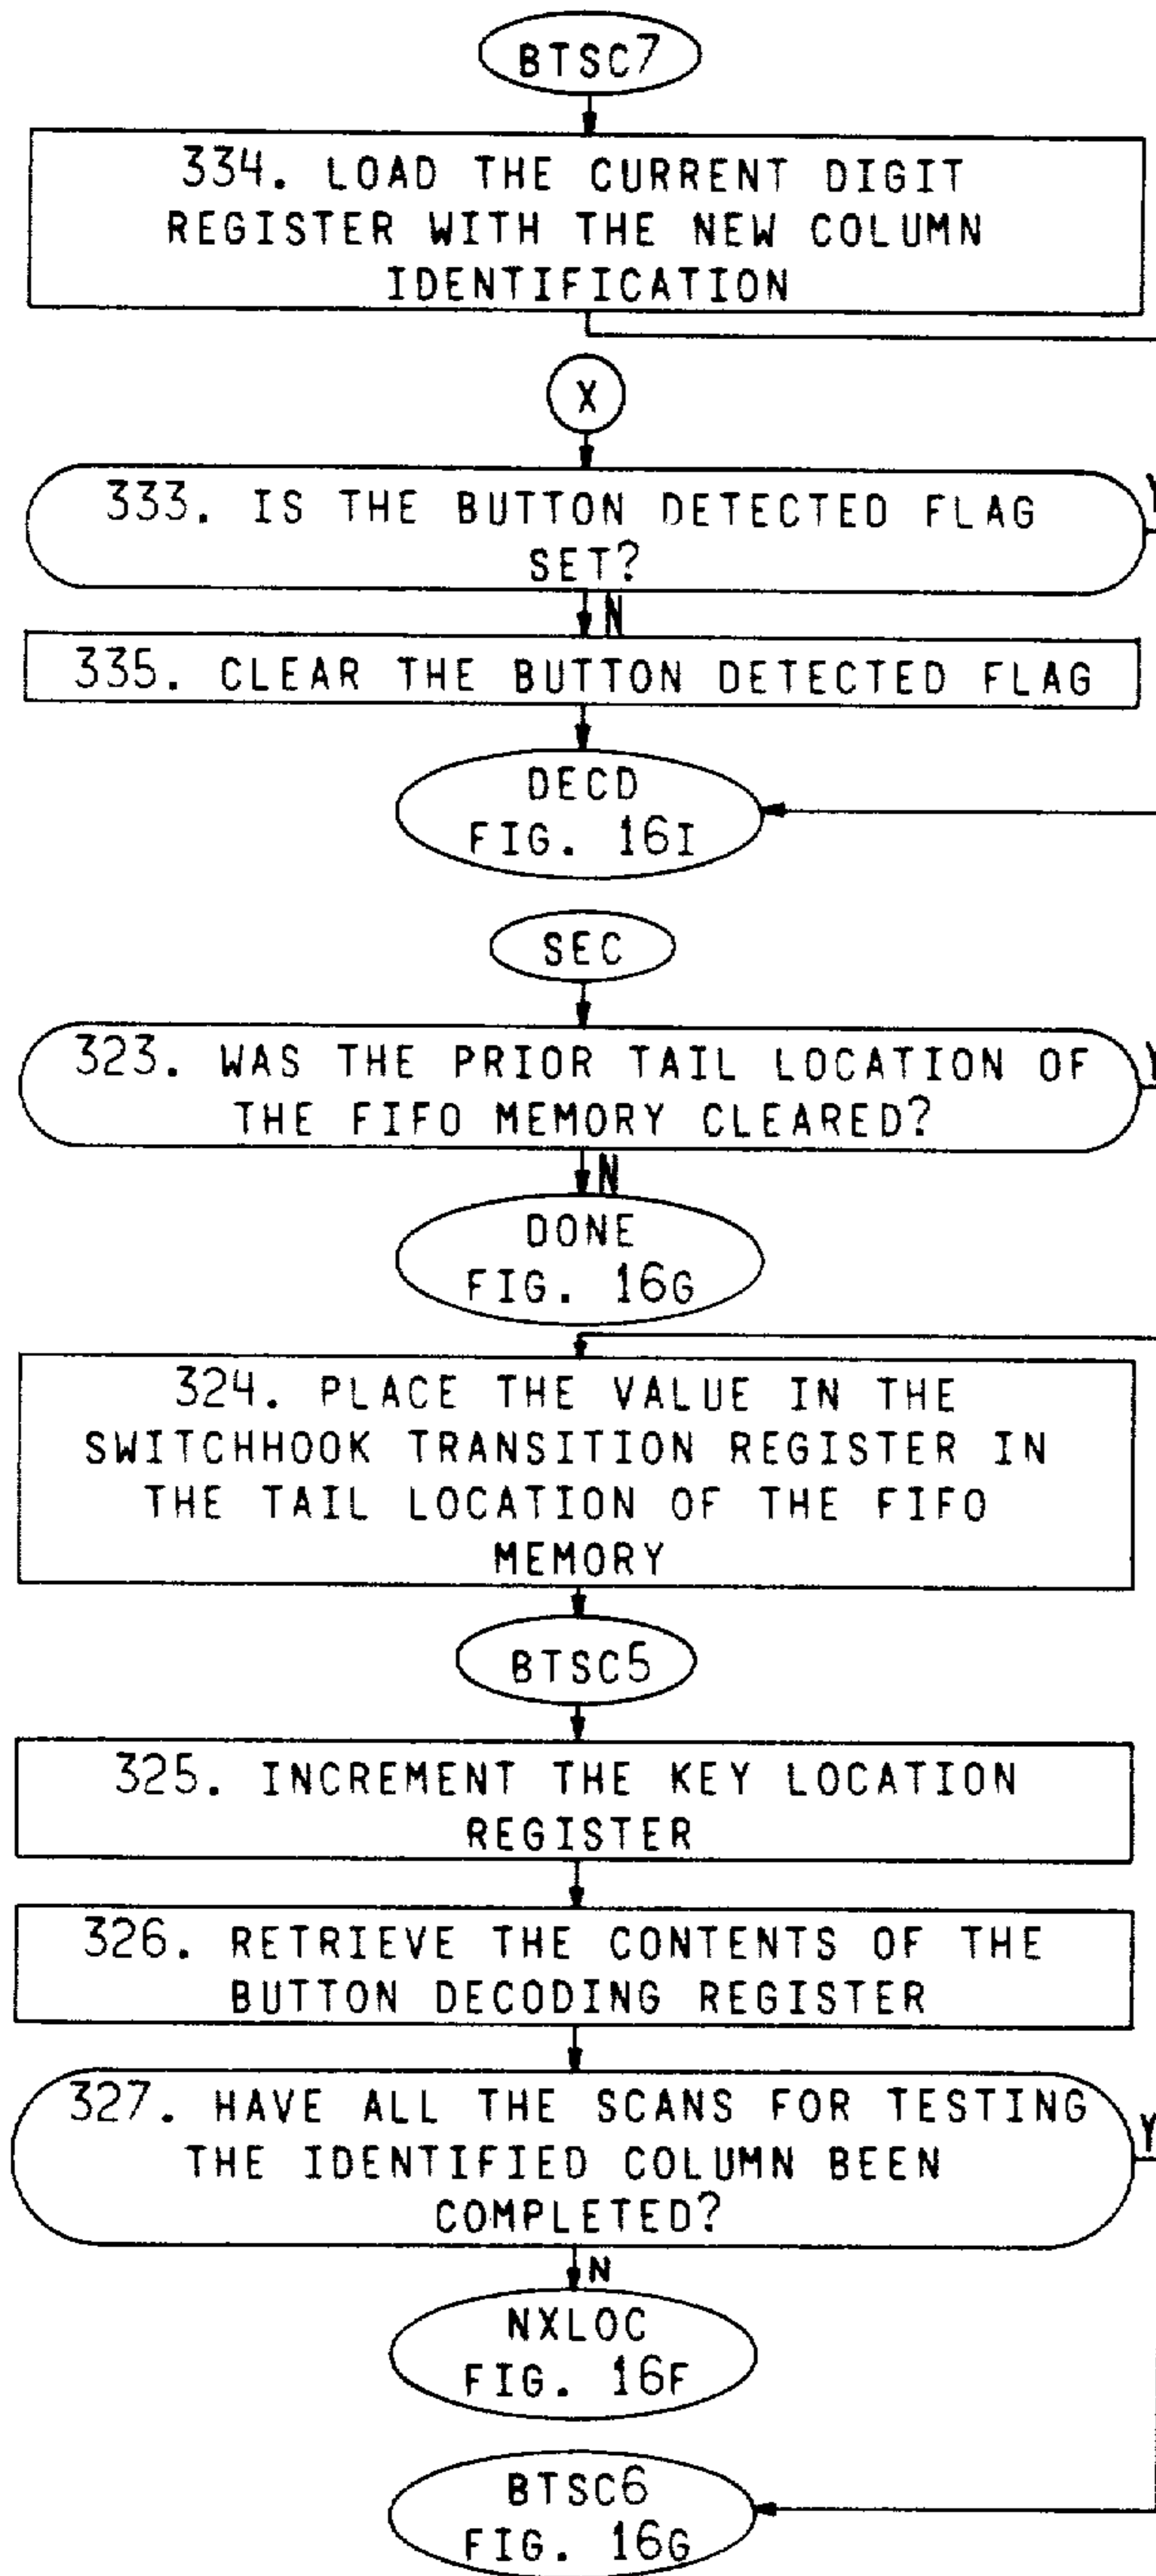 BTSC7
334. LOAD THE CURRENT DIGIT
REGISTER WITH THE NEW COLUMN
IDENTIFICATION
X
333. IS THE BUTTON DETECTED FLAG
SET?
Y
N
335. CLEAR THE BUTTON DETECTED FLAG
DECD
FIG. 16I
SEC
323. WAS THE PRIOR TAIL LOCATION OF
THE FIFO MEMORY CLEARED?
Y
N
DONE
FIG. 16G
324. PLACE THE VALUE IN THE
SWITCHHOOK TRANSITION REGISTER IN
THE TAIL LOCATION OF THE FIFO
MEMORY
BTSC5
325. INCREMENT THE KEY LOCATION
REGISTER
326. RETRIEVE THE CONTENTS OF THE
BUTTON DECODING REGISTER
327. HAVE ALL THE SCANS FOR TESTING
THE IDENTIFIED COLUMN BEEN
COMPLETED?
Y
N
NXLOC
FIG. 16F
BTSC6
FIG. 16G